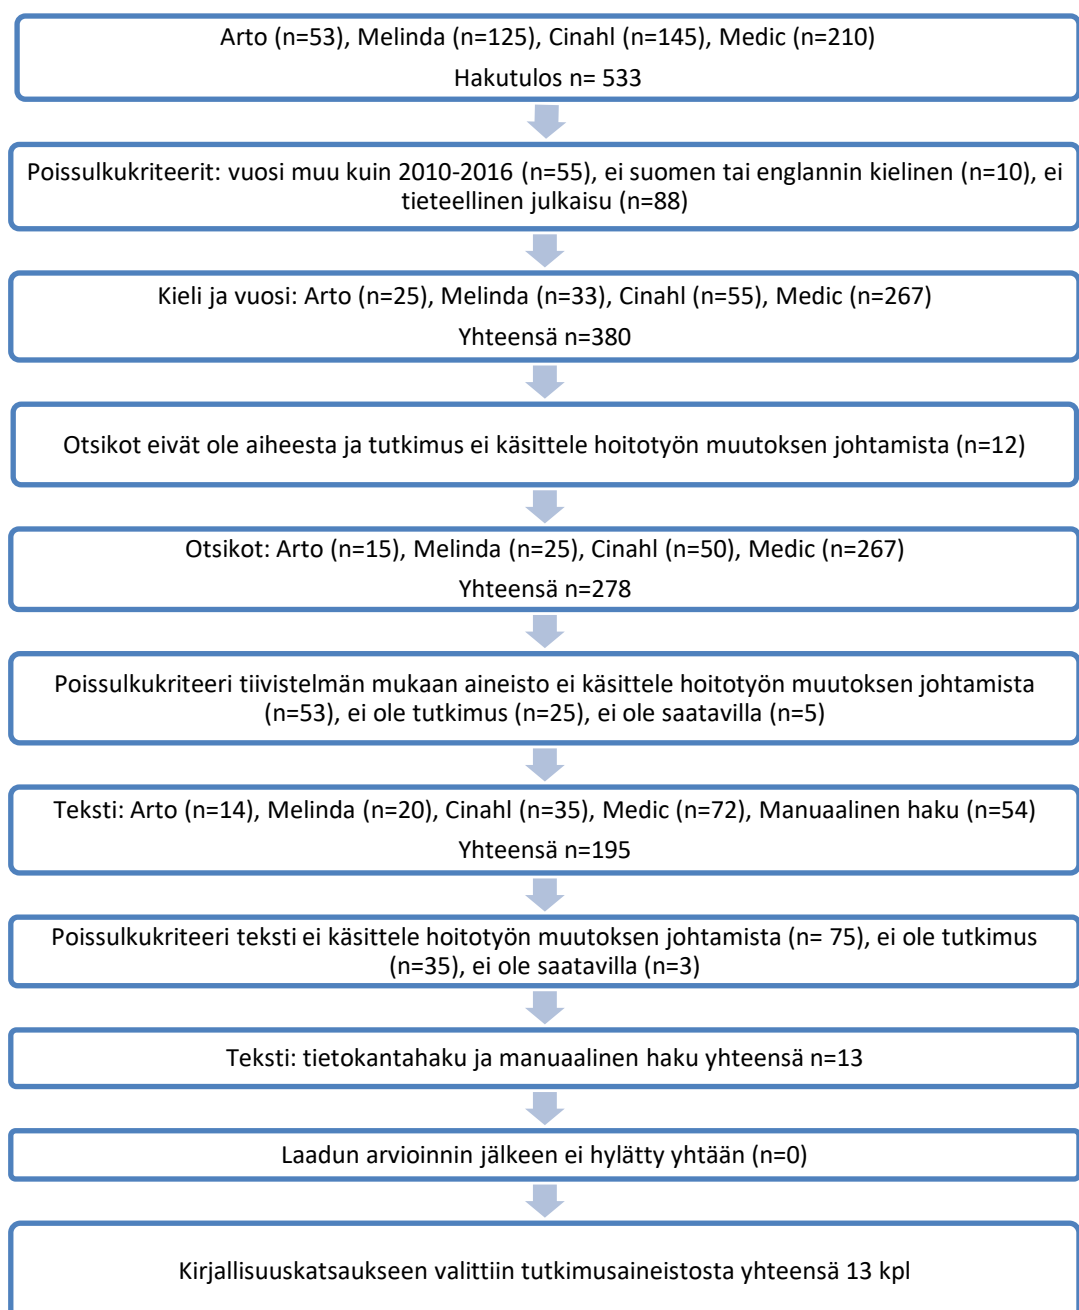 Arto (n=53), Melinda (n=125), Cinahl (n=145), Medic (n=210)
Hakutulos n= 533
Poissulkukriteerit: vuosi muu kuin 2010-2016 (n=55), ei suomen tai englannin kielinen (n=10), ei
tieteellinen julkaisu (n=88)
Kieli ja vuosi: Arto (n=25), Melinda (n=33), Cinahl (n=55), Medic (n=267)
Yhteensä n=380
Otsikot eivät ole aiheesta ja tutkimus ei käsittele hoitotyön muutoksen johtamista (n=12)
Otsikot: Arto (n=15), Melinda (n=25), Cinahl (n=50), Medic (n=267)
Yhteensä n=278
Poissulkukriteeri tiivistelmän mukaan aineisto ei käsittele hoitotyön muutoksen johtamista
(n=53), ei ole tutkimus (n=25), ei ole saatavilla (n=5)
Teksti: Arto (n=14), Melinda (n=20), Cinahl (n=35), Medic (n=72), Manuaalinen haku (n=54)
Yhteensä n=195
Poissulkukriteeri teksti ei käsittele hoitotyön muutoksen johtamista (n= 75), ei ole tutkimus
(n=35), ei ole saatavilla (n=3)
Teksti: tietokantahaku ja manuaalinen haku yhteensä n=13
Laadun arvioinnin jälkeen ei hylätty yhtään (n=0)
Kirjallisuuskatsaukseen valittiin tutkimusaineistosta yhteensä 13 kpl